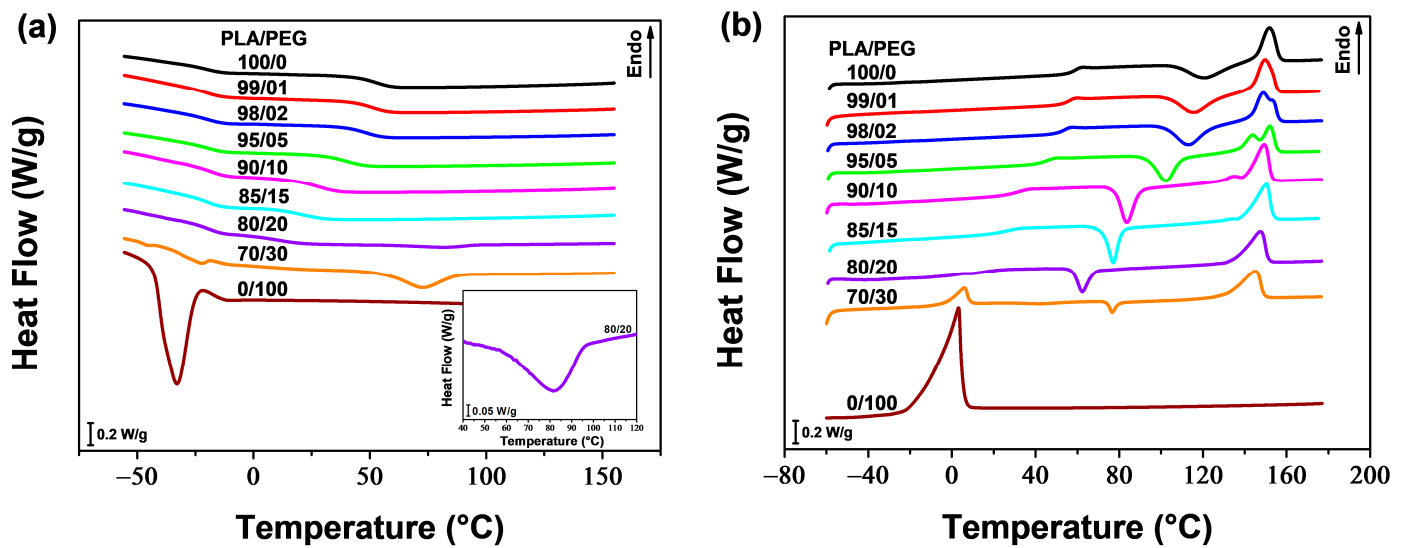 (a)
PLA/PEG
100/0
99/01
98/02
95/05
90/10
85/15
80/20
70/30
0/100
Endo
Heat Flow (W/g)
0.2 W/g
−50
0
50
100
150
Temperature (°C)
Heat Flow (W/g)
80/20
0.05 W/g
40 50 60 70 80 90 100 110 120
Temperature (°C)
(b)
PLA/PEG
100/0
99/01
98/02
95/05
90/10
85/15
80/20
70/30
0/100
Endo
Heat Flow (W/g)
0.2 W/g
−80
−40
0
40
80
120
160
200
Temperature (°C)